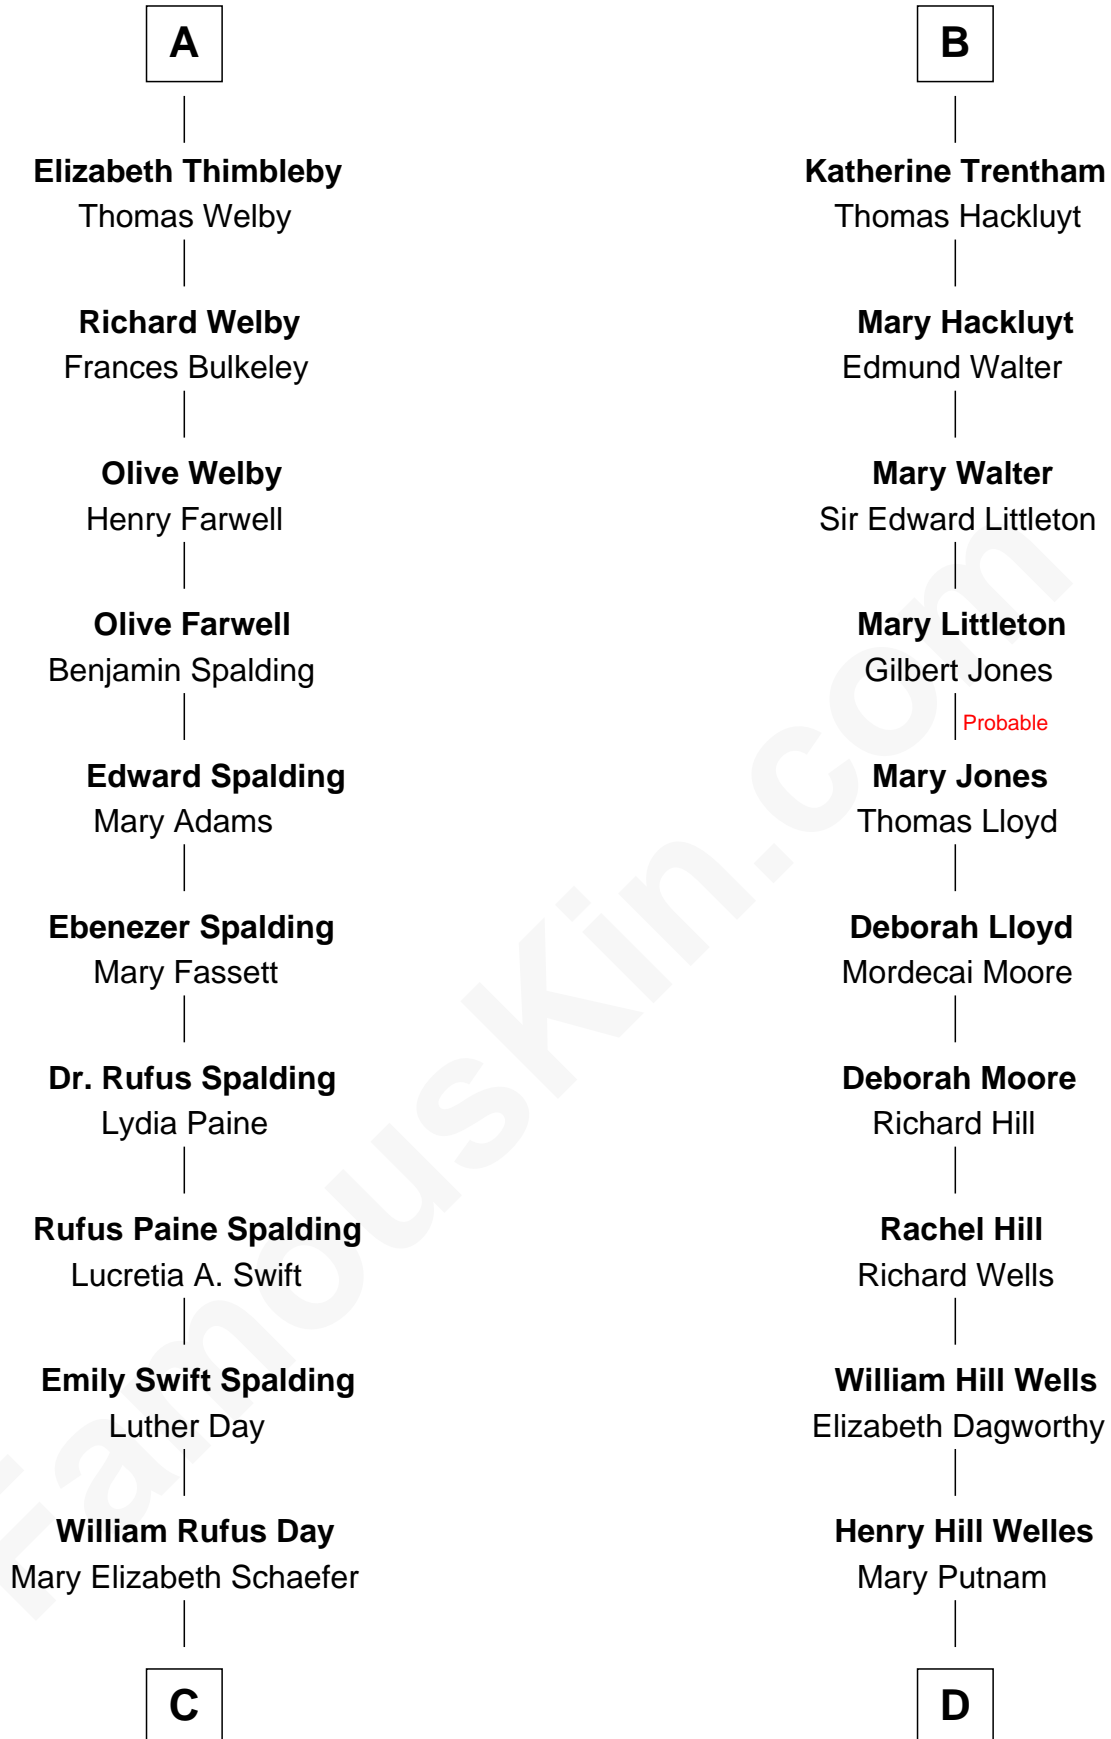 A
Elizabeth Thimbleby
Thomas Welby
Richard Welby
Frances Bulkeley
Olive Welby
Henry Farwell
Olive Farwell
Benjamin Spalding
Edward Spalding
Mary Adams
Ebenezer Spalding
Mary Fassett
Dr. Rufus Spalding
Lydia Paine
Rufus Paine Spalding
Lucretia A. Swift
Emily Swift Spalding
Luther Day
William Rufus Day
Mary Elizabeth Schaefer
C
B
Katherine Trentham
Thomas Hackluyt
Mary Hackluyt
Edmund Walter
Mary Walter
Sir Edward Littleton
Mary Littleton
Gilbert Jones
Probable
Mary Jones
Thomas Lloyd
Deborah Lloyd
Mordecai Moore
Deborah Moore
Richard Hill
Rachel Hill
Richard Wells
William Hill Wells
Elizabeth Dagworthy
Henry Hill Welles
Mary Putnam
D
FamousKin.com